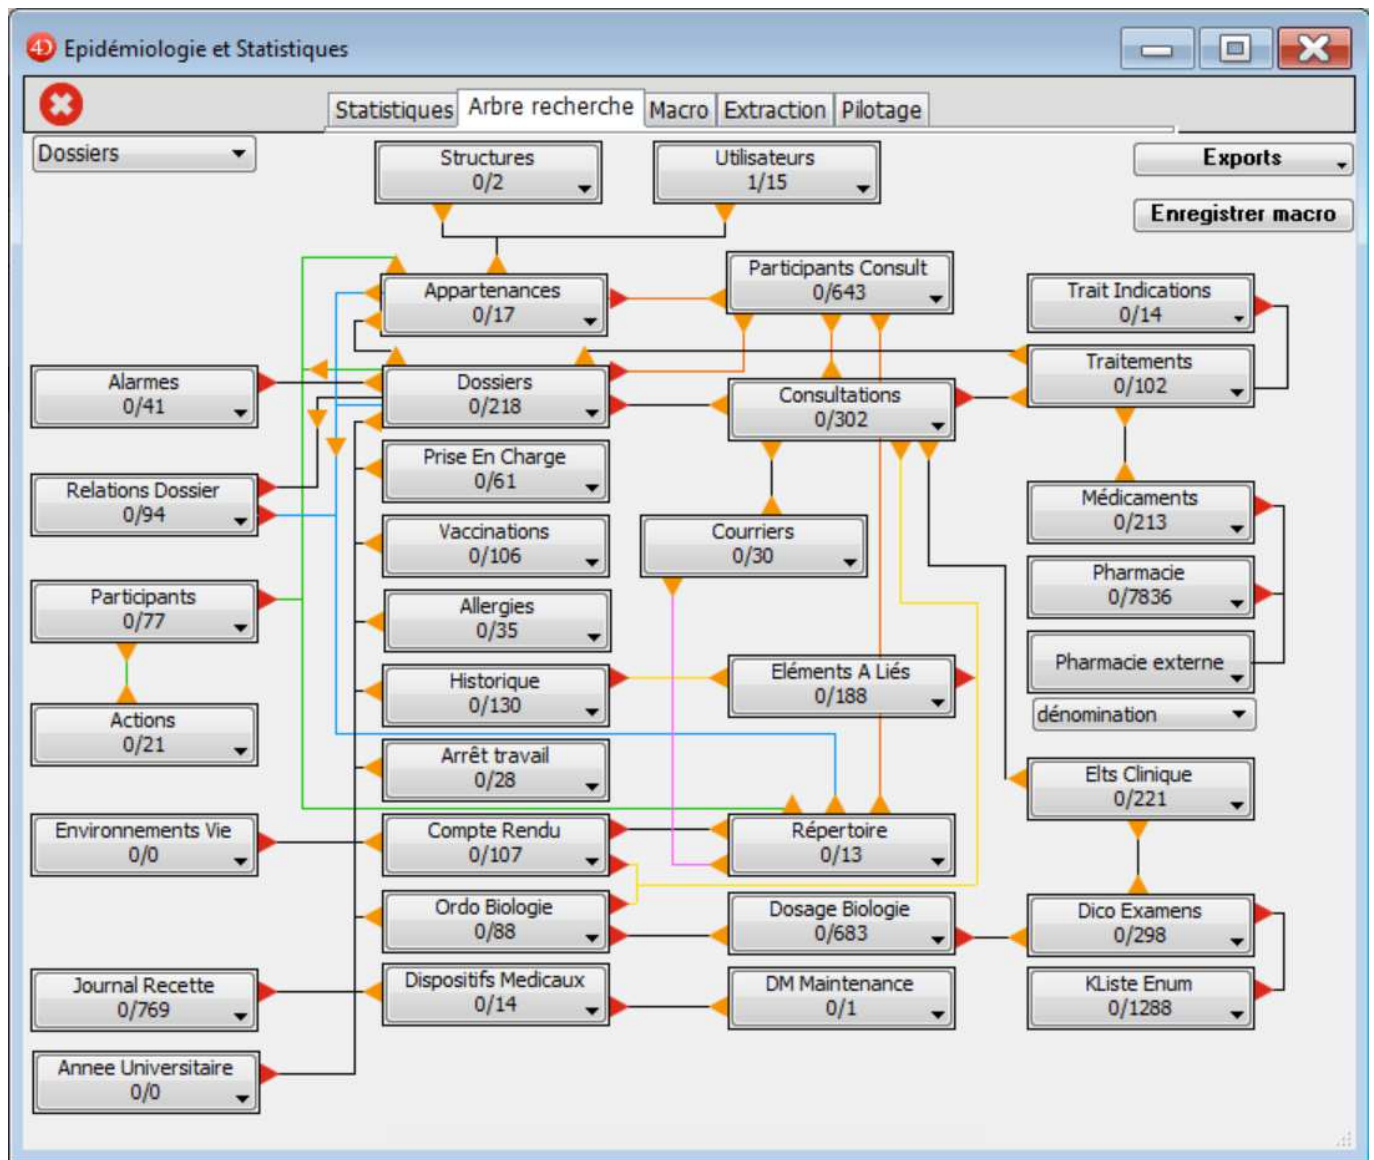 4D Epidémiologie et Statistiques
Statistiques Arbre recherche Macro Extraction Pilotage
Dossiers
Exports
Enregistrer macro
Structures
0/2
Utilisateurs
1/15
Appartenances
0/17
Participants Consult
0/643
Trait Indications
0/14
Alarmes
0/41
Dossiers
0/218
Consultations
0/302
Traitements
0/102
Relations Dossier
0/94
Prise En Charge
0/61
Vaccinations
0/106
Courriers
0/30
Médicaments
0/213
Participants
0/77
Allergies
0/35
Pharmacie
0/7836
Historique
0/130
Eléments A Liés
0/188
Pharmacie externe
dénomination
Actions
0/21
Arrêt travail
0/28
Elts Clinique
0/221
Environnements Vie
0/0
Compte Rendu
0/107
Répertoire
0/13
Ordo Biologie
0/88
Dosage Biologie
0/683
Dico Examens
0/298
Journal Recette
0/769
Dispositifs Medicaux
0/14
DM Maintenance
0/1
KListe Enum
0/1288
Annee Universitaire
0/0